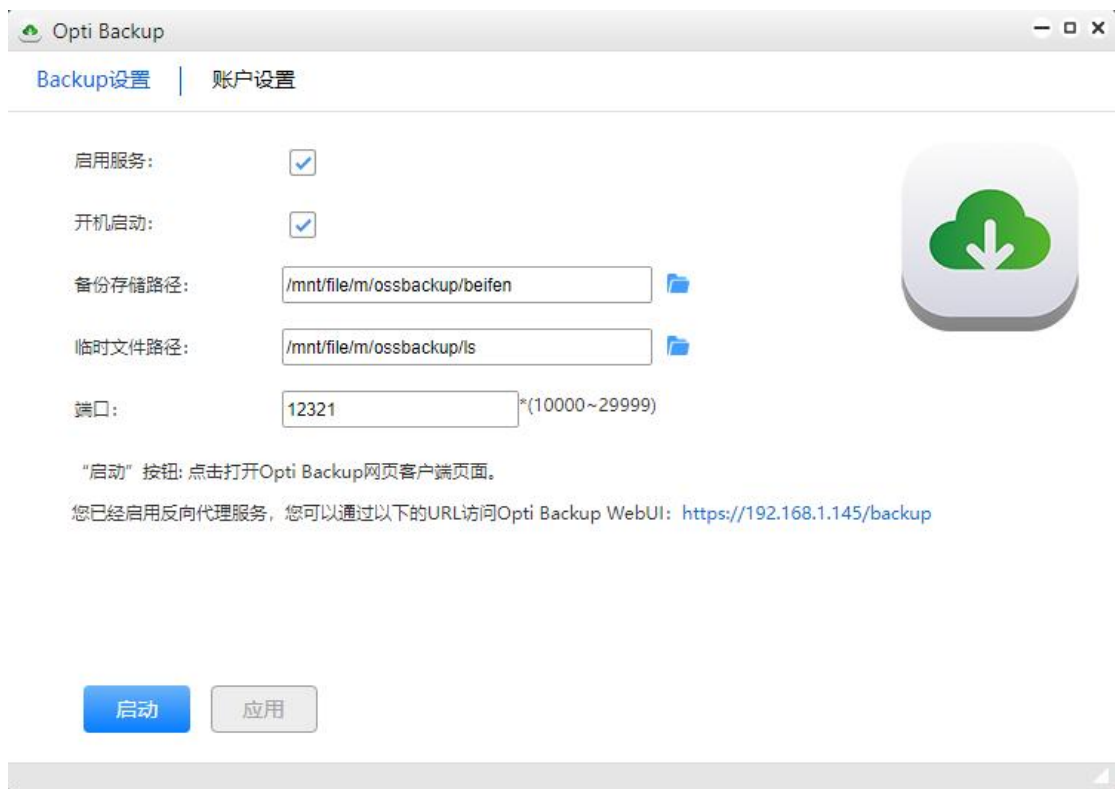 Opti Backup
Backup设置 账户设置
启用服务:
开机启动:
备份存储路径: /mnt/file/m/ossbackup/beifen
临时文件路径: /mnt/file/m/ossbackup/ls
端口: 12321 *(10000~29999)
“启动”按钮: 点击打开Opti Backup网页客户端页面。
您已经启用反向代理服务，您可以通过以下的URL访问Opti Backup WebUI：https://192.168.1.145/backup
启动 应用